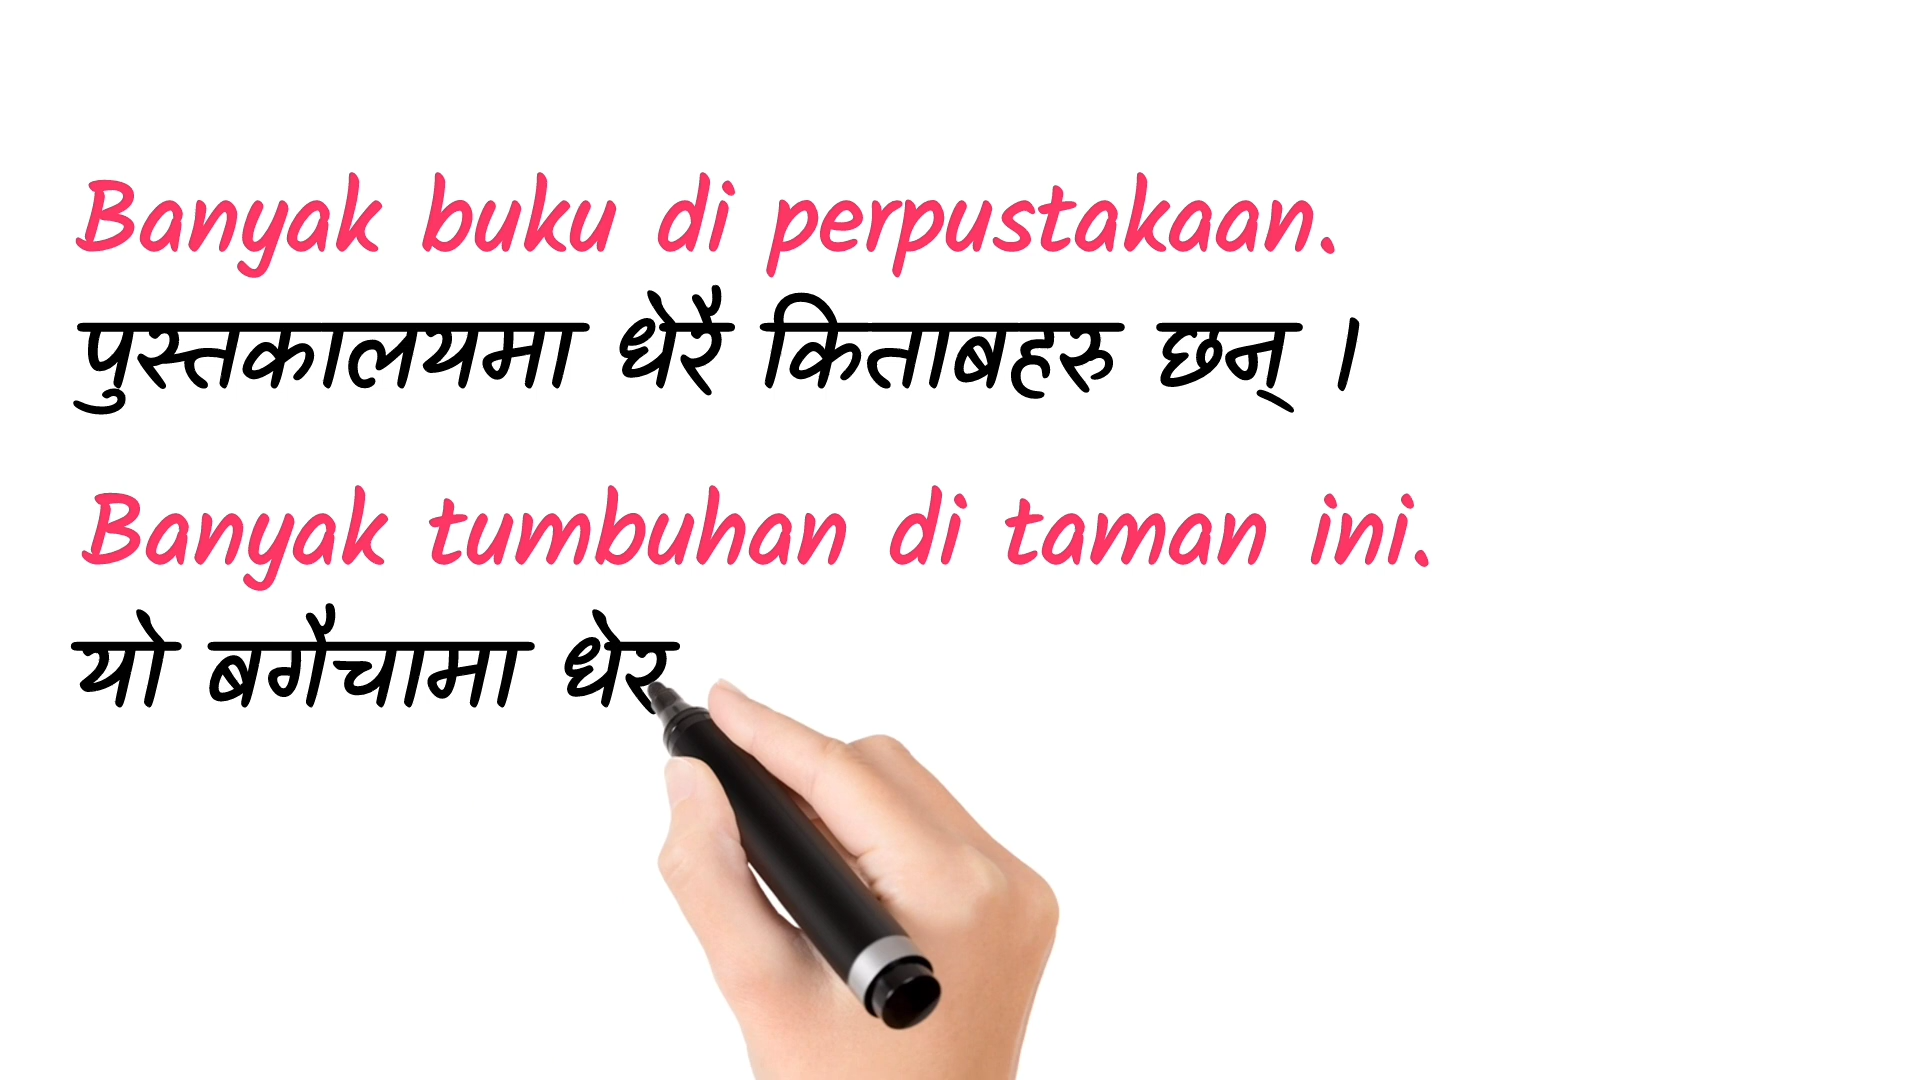 Banyak buku di perpustakaan.
पुस्तकालयमा धेरै किताबहरु छन् ।
Banyak tumbuhan di taman ini.
यो बगैचामा धेर